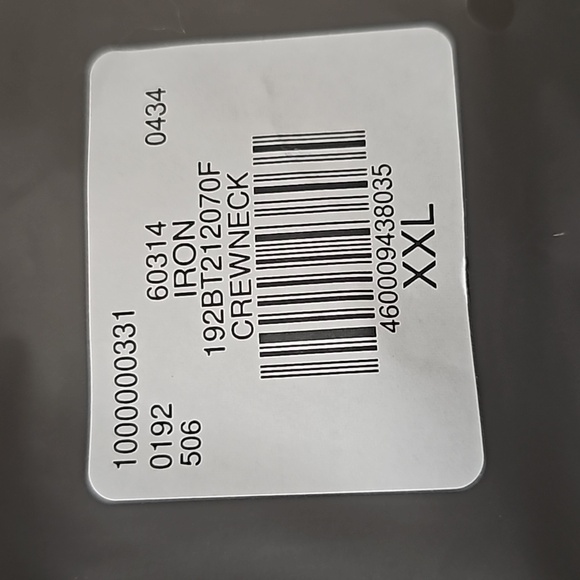 1000000331
0192 60314 0434
506 IRON
192BT212070F
CREWNECK
460009438035
XXL